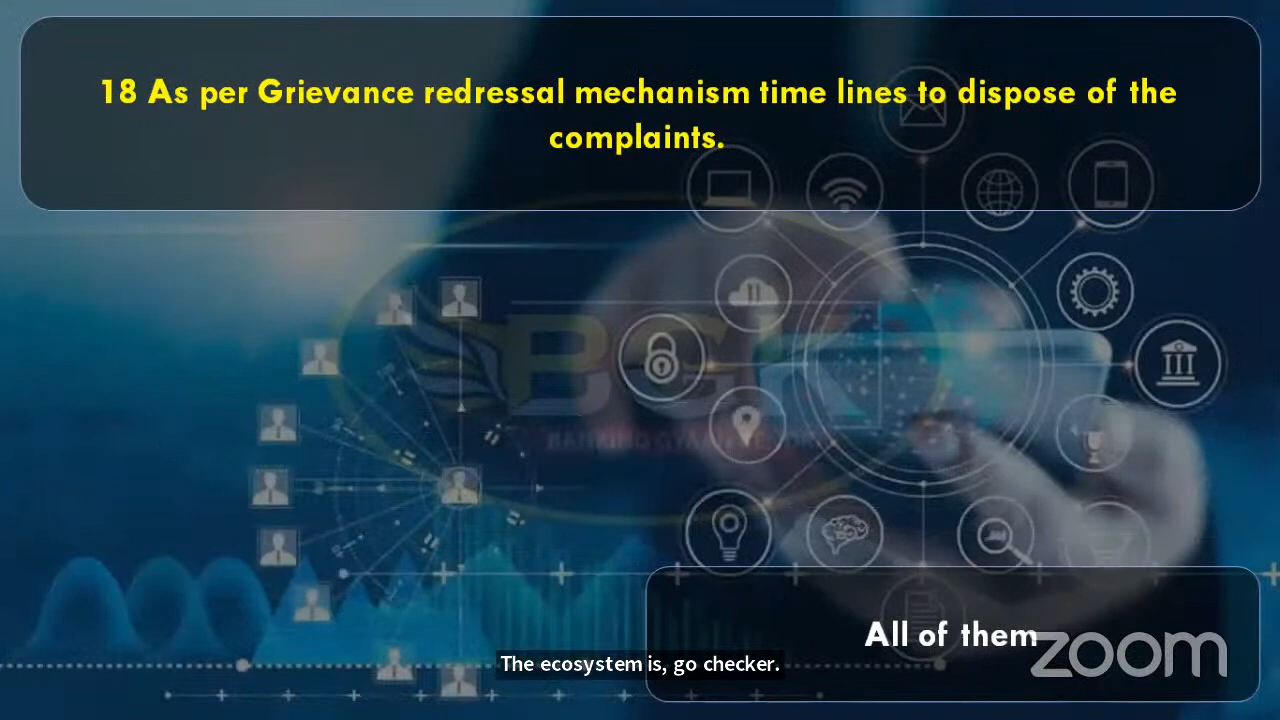 18 As per Grievance redressal mechanism time lines to dispose of the
complaints.
BGK
All of them
zoom
The ecosystem is, go checker.